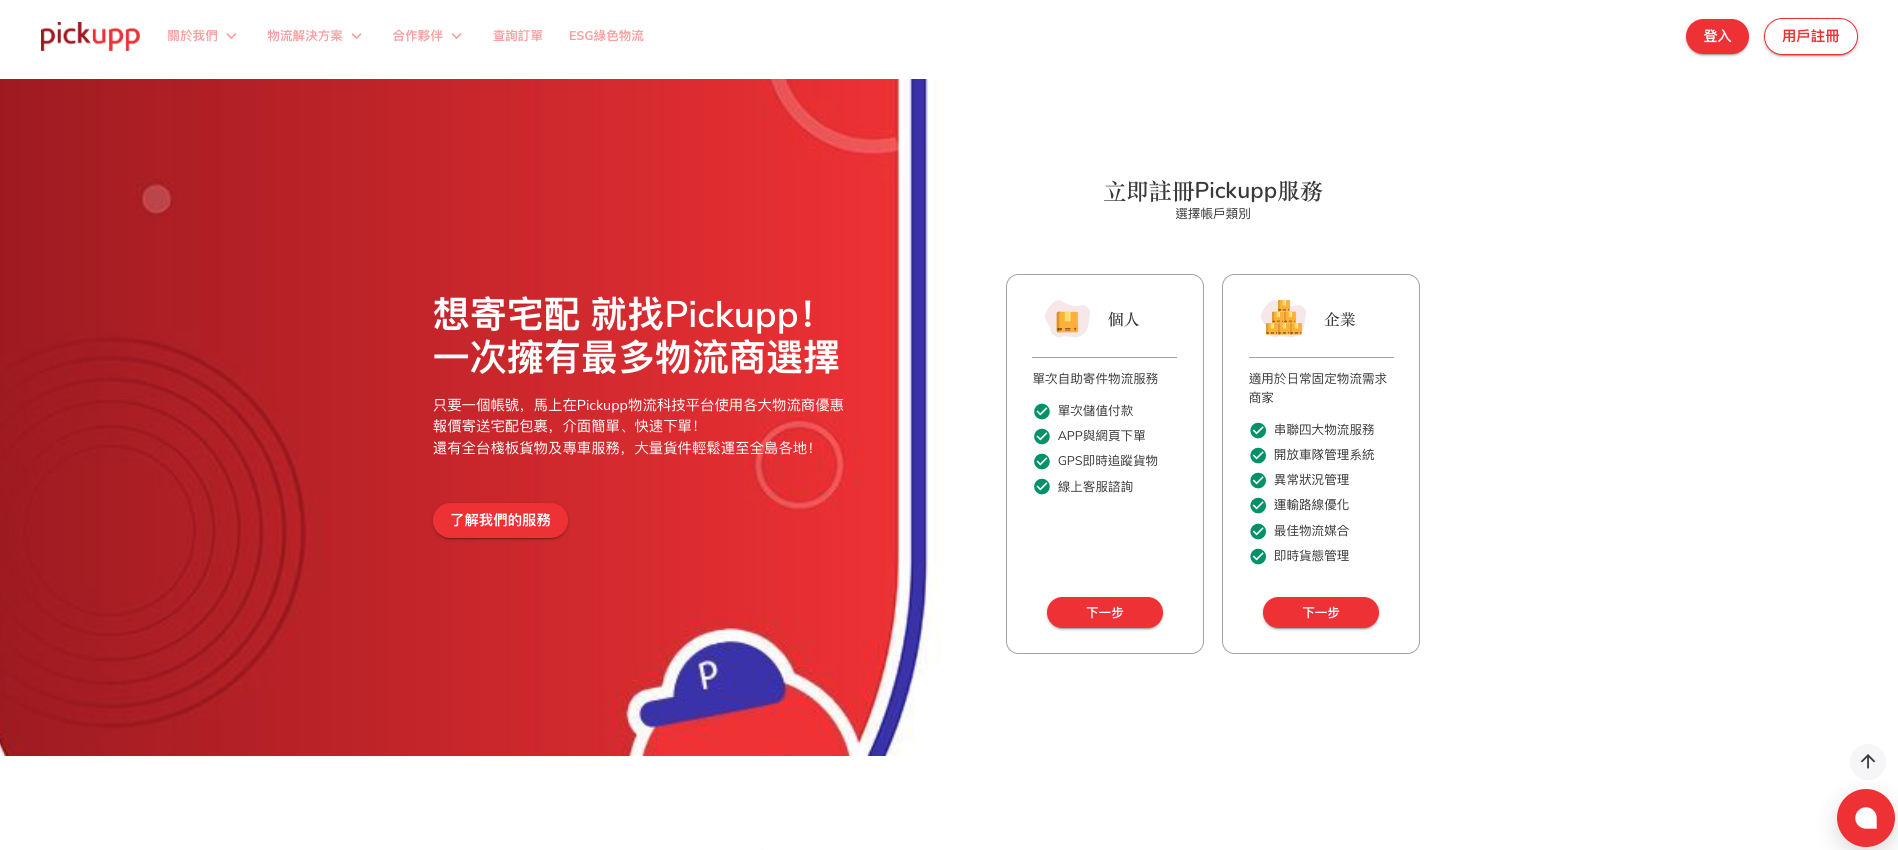 pickupp
關於我們
物流解決方案
合作夥伴
查詢訂單
ESG綠色物流
登入
用戶註冊
想寄宅配 就找Pickupp！
一次擁有最多物流商選擇
只要一個帳號，馬上在Pickupp物流科技平台使用各大物流商優惠
報價寄送宅配包裹，介面簡單、快速下單！
還有全台棧板貨物及專車服務，大量貨件輕鬆運至全島各地！
了解我們的服務
P
立即註冊Pickupp服務
選擇帳戶類別
個人
單次自助寄件物流服務
單次儲值付款
APP與網頁下單
GPS即時追蹤貨物
線上客服諮詢
下一步
企業
適用於日常固定物流需求
商家
串聯四大物流服務
開放車隊管理系統
異常狀況管理
運輸路線優化
最佳物流媒合
即時貨態管理
下一步